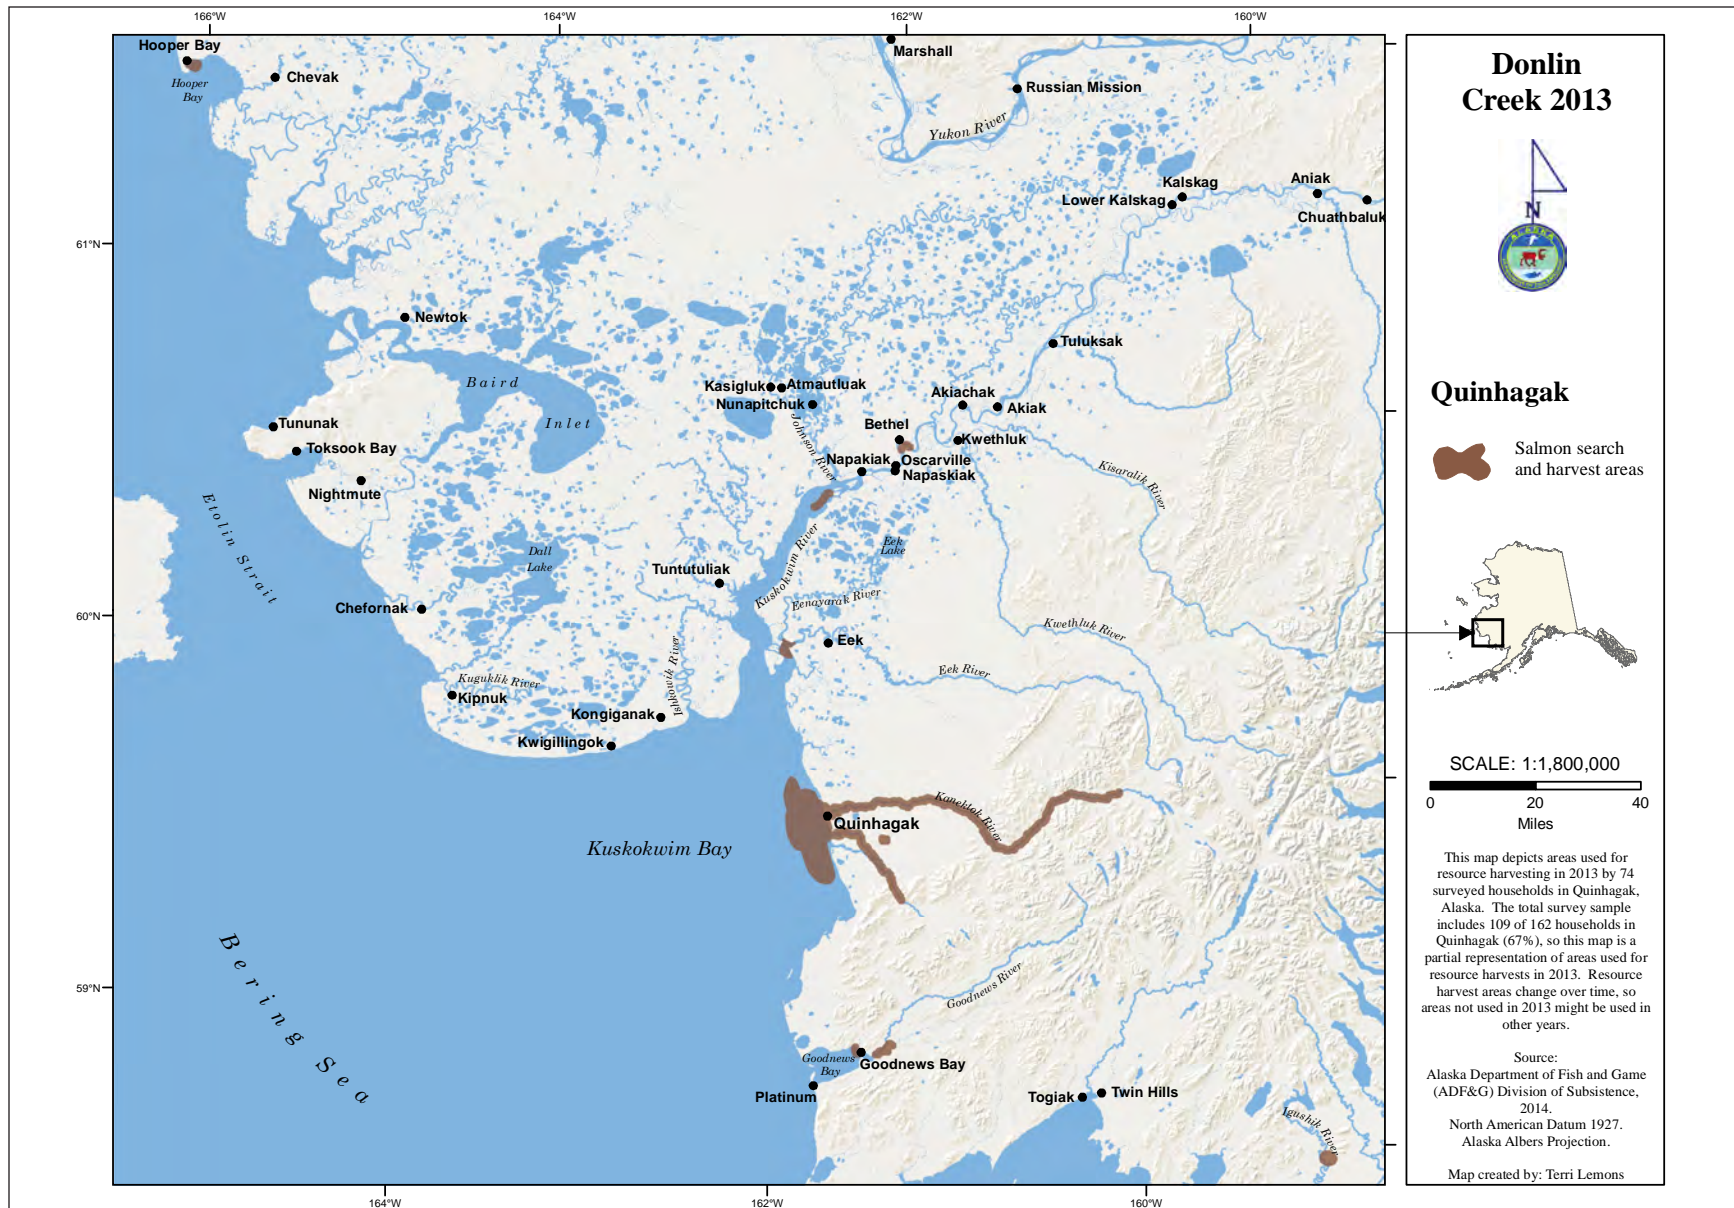 166°W
164°W
162°W
160°W
Hooper Bay
Hooper
Bay
Chevak
Marshall
Russian Mission
Yukon River
Kalskag
Lower Kalskag
Aniak
Chuathbaluk
61°N
Newtok
Baird
Inlet
Tuluksak
Kasigluk
Atmautluak
Nunapitchuk
Akiachak
Akiak
Johnson River
Bethel
Kwethluk
Tununak
Toksook Bay
Nightmute
Napakiak
Oscarville
Napaskiak
Kisaralik River
Etolin Strait
Dall
Lake
Eek
Lake
Kuskokwim River
Tuntutuliak
Eenayarak River
Chefornak
60°N
Kwethluk River
Eek
Eek River
Ishkowik River
Kuguklik River
Kipnuk
Kongiganak
Kwigillingok
Kanektok River
Quinhagak
Kuskokwim Bay
Bering Sea
59°N
Goodnews River
Goodnews
Bay
Goodnews Bay
Platinum
Togiak
Twin Hills
Igushik River
164°W
162°W
160°W
Donlin
Creek 2013
N
ALASKA
Quinhagak
Salmon search
and harvest areas
SCALE: 1:1,800,000
0 20 40
Miles
This map depicts areas used for
resource harvesting in 2013 by 74
surveyed households in Quinhagak,
Alaska. The total survey sample
includes 109 of 162 households in
Quinhagak (67%), so this map is a
partial representation of areas used for
resource harvests in 2013. Resource
harvest areas change over time, so
areas not used in 2013 might be used in
other years.
Source:
Alaska Department of Fish and Game
(ADF&G) Division of Subsistence,
2014.
North American Datum 1927.
Alaska Albers Projection.
Map created by: Terri Lemons